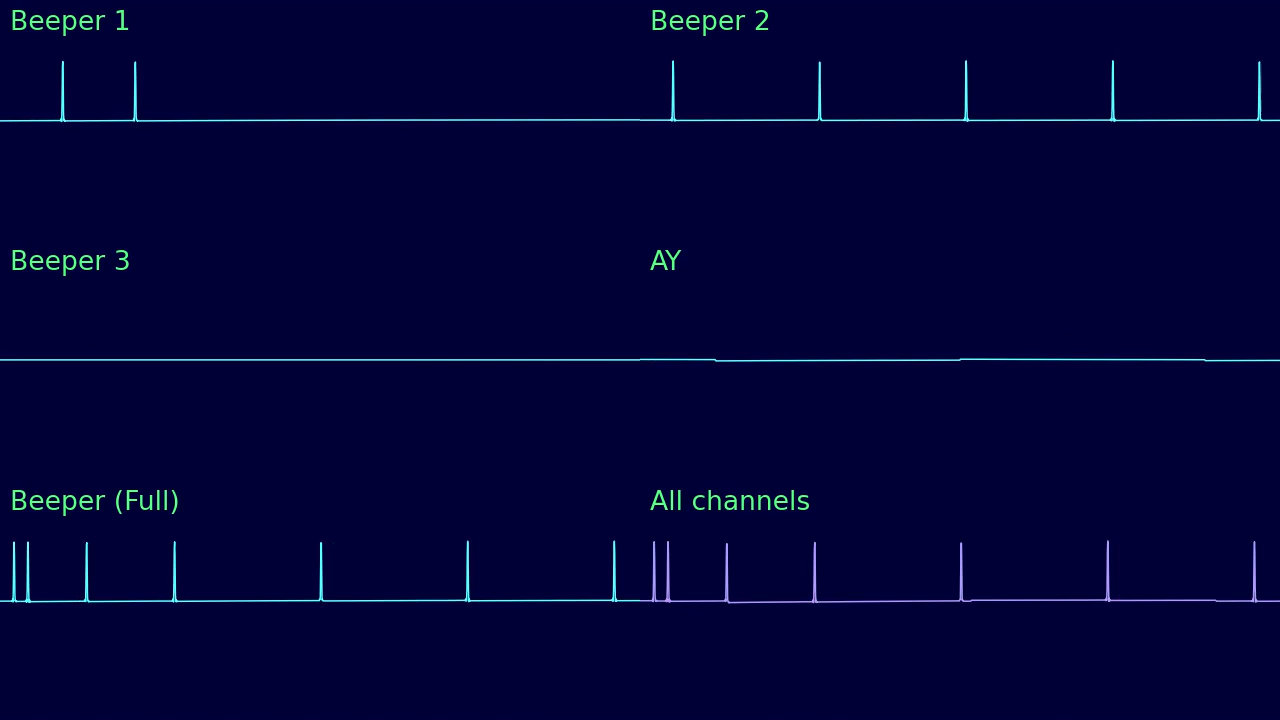 Beeper 1
Beeper 2
Beeper 3
AY
Beeper (Full)
All channels